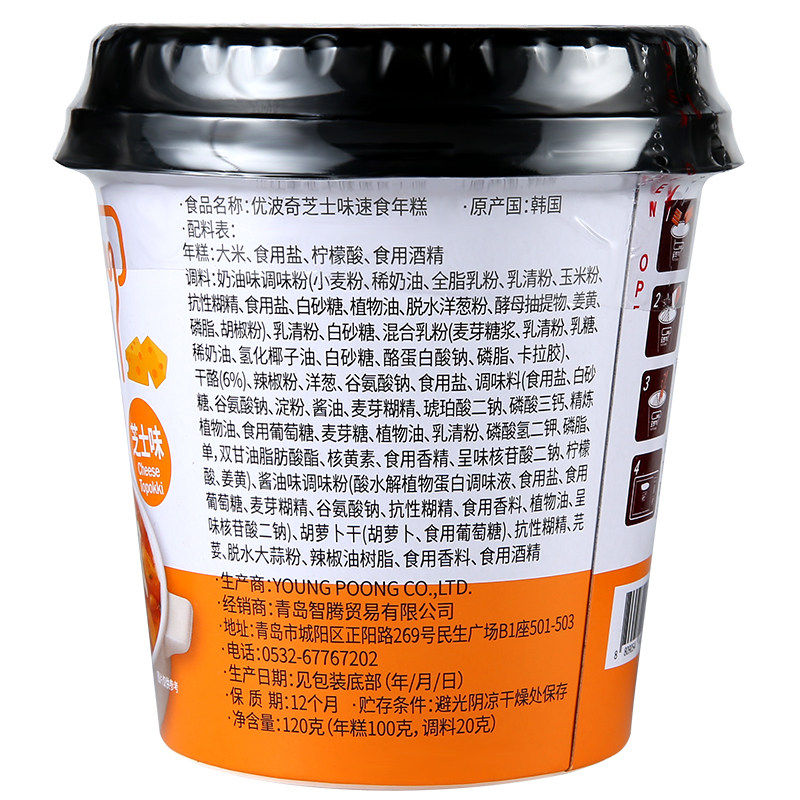 ·食品名称：优波奇芝士味速食年糕 ·原产国：韩国
·配料表：
年糕：大米、食用盐、柠檬酸、食用酒精
调料：奶油味调味粉(小麦粉、稀奶油、全脂乳粉、乳清粉、玉米粉、
抗性糊精、食用盐、白砂糖、植物油、脱水洋葱粉、酵母抽提物、姜黄、
磷脂、胡椒粉)、乳清粉、白砂糖、混合乳粉(麦芽糖浆、乳清粉、乳糖、
稀奶油、氢化椰子油、白砂糖、酪蛋白酸钠、磷脂、卡拉胶)、
干酪(6%)、辣椒粉、洋葱、谷氨酸钠、食用盐、调味料(食用盐、白砂
糖、谷氨酸钠、淀粉、酱油、麦芽糊精、琥珀酸二钠、磷酸三钙、精炼
植物油、食用葡萄糖、麦芽糖、植物油、乳清粉、磷酸氢二钾、磷脂、
单，双甘油脂肪酸酯、核黄素、食用香精、呈味核苷酸二钠、柠檬
酸、姜黄)、酱油味调味粉(酸水解植物蛋白调味液、食用盐、食用
葡萄糖、麦芽糊精、谷氨酸钠、抗性糊精、食用香料、植物油、呈
味核苷酸二钠)、胡萝卜干(胡萝卜、食用葡萄糖)、抗性糊精、芫
荽、脱水大蒜粉、辣椒油树脂、食用香料、食用酒精
·生产商：YOUNG POONG CO.,LTD.
·经销商：青岛智腾贸易有限公司
·地址：青岛市城阳区正阳路269号民生广场B1座501-503
·电话：0532-67767202
·生产日期：见包装底部（年/月/日）
·保 质 期：12个月 ·贮存条件：避光阴凉干燥处保存
·净含量：120克（年糕100克，调料20克）
芝士味
Cheese
Topokki
OPE
N
1
2
3
4